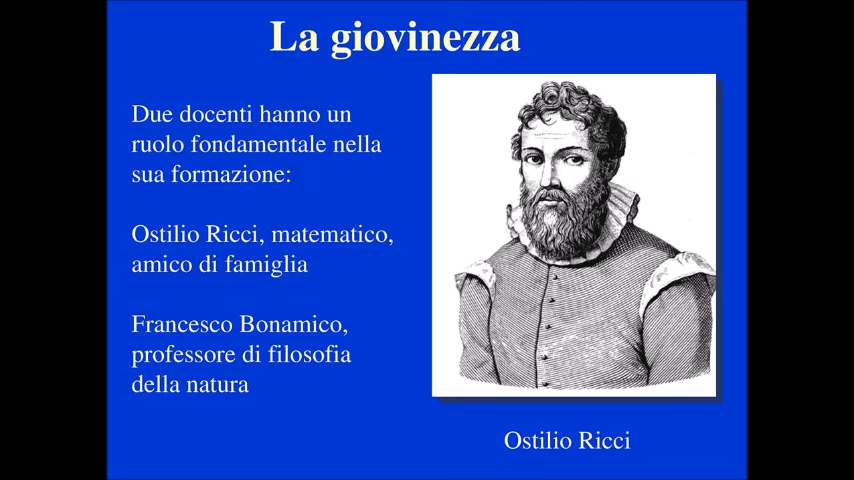 La giovinezza
Due docenti hanno un
ruolo fondamentale nella
sua formazione:
Ostilio Ricci, matematico,
amico di famiglia
Francesco Bonamico,
professore di filosofia
della natura
Ostilio Ricci